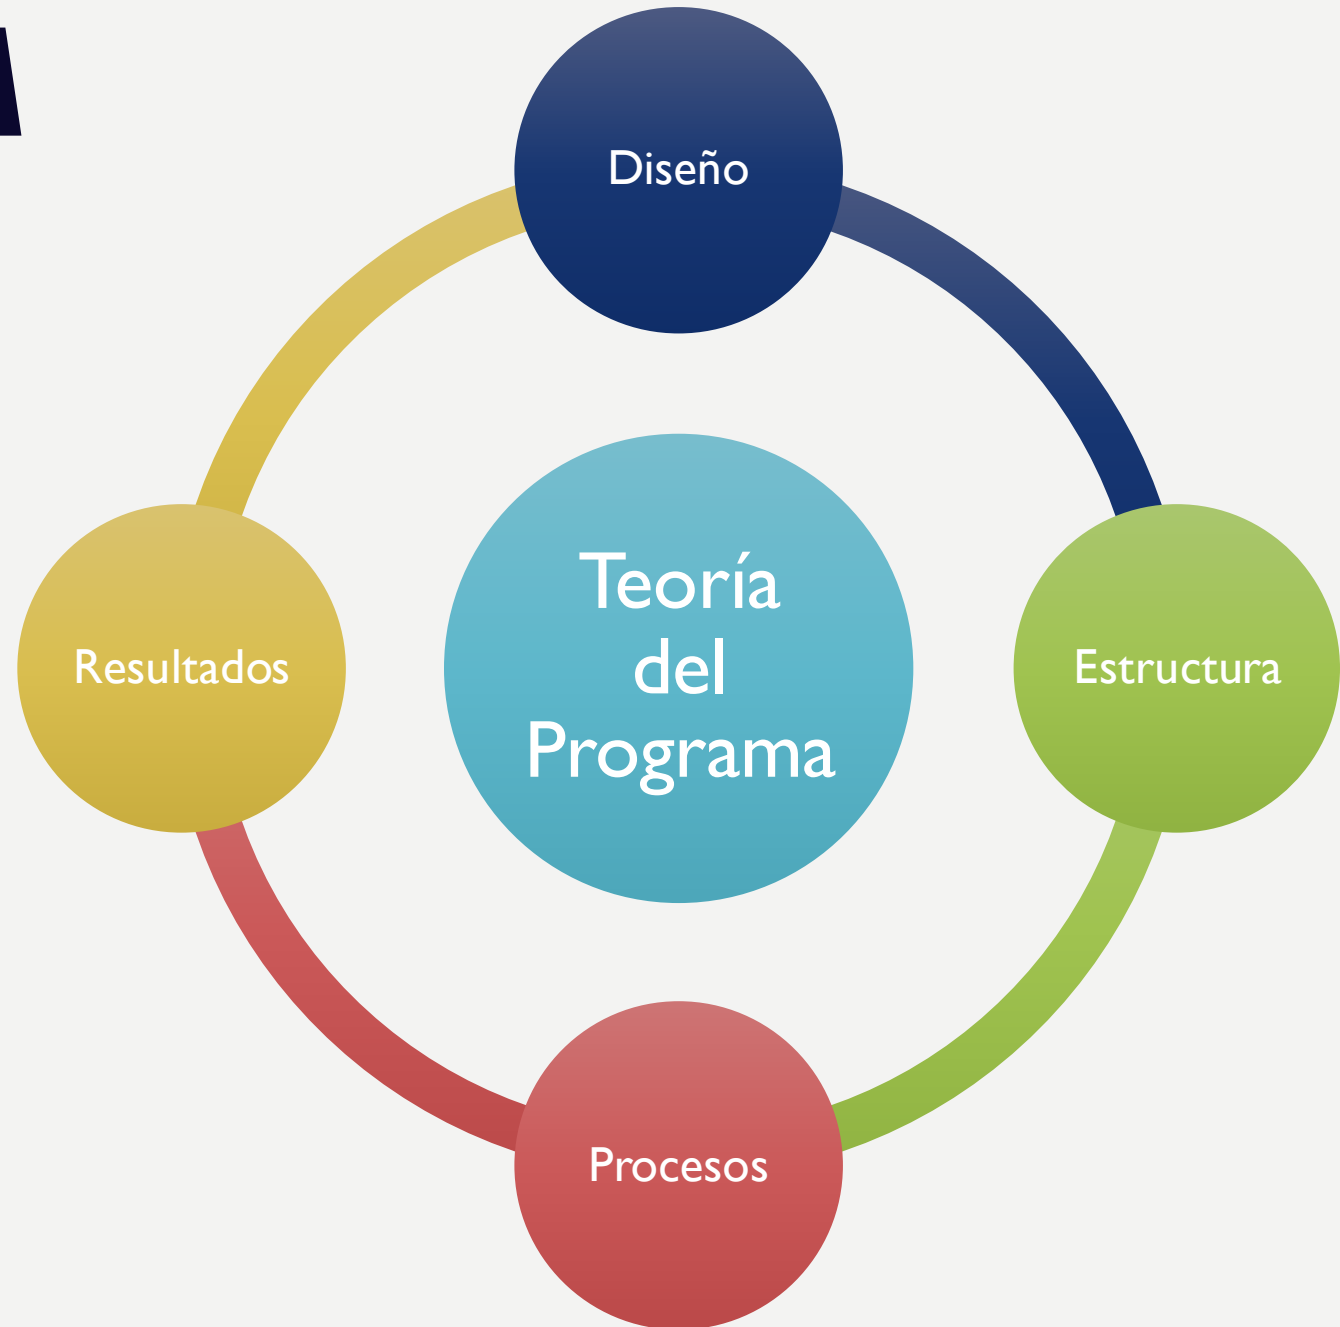 A
Diseño
Teoría
del
Programa
Resultados
Estructura
Procesos